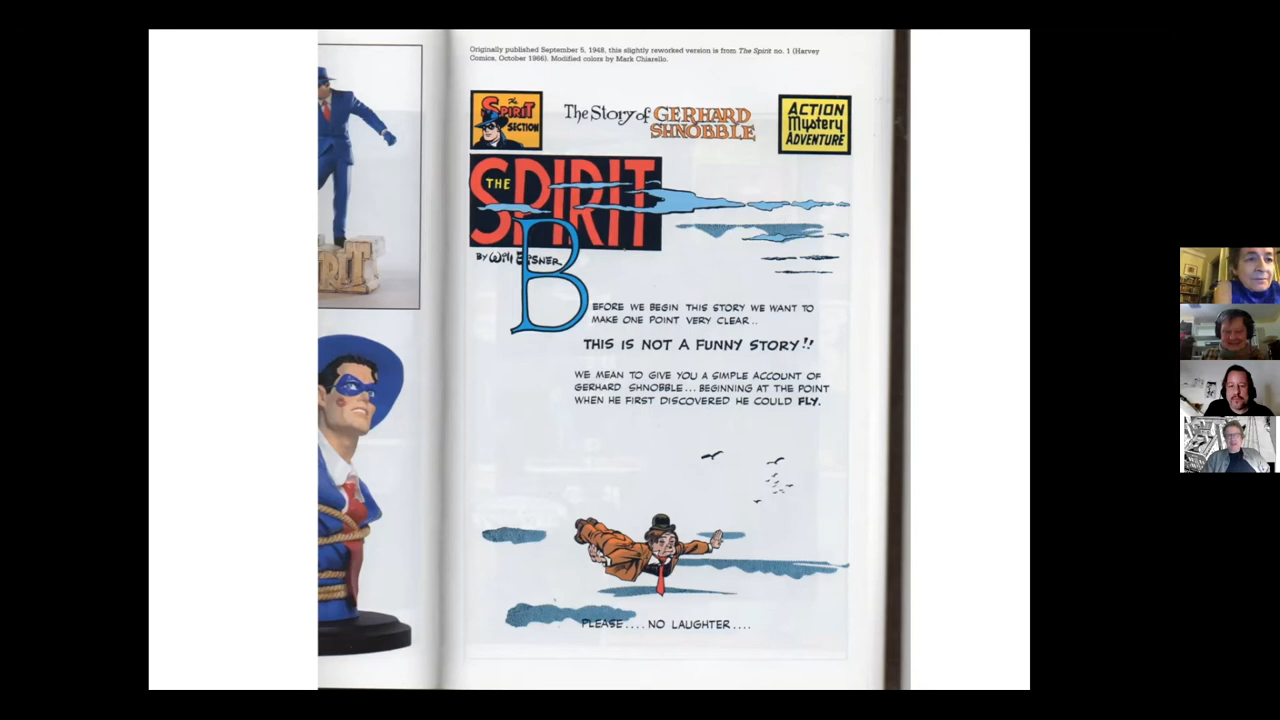 Originally published September 5, 1948, this slightly reworked version is from The Spirit no. 1 (Harvey
Comics, October 1966). Modified colors by Mark Chiarello.
The
SPIRIT
SECTION
The Story of GERHARD
SHNOBBLE
ACTION
Mystery
ADVENTURE
THE
SPIRIT
BY Will EISNER
BEFORE WE BEGIN THIS STORY WE WANT TO
MAKE ONE POINT VERY CLEAR..
THIS IS NOT A FUNNY STORY!!
WE MEAN TO GIVE YOU A SIMPLE ACCOUNT OF
GERHARD SHNOBBLE... BEGINNING AT THE POINT
WHEN HE FIRST DISCOVERED HE COULD FLY.
PLEASE.... NO LAUGHTER....